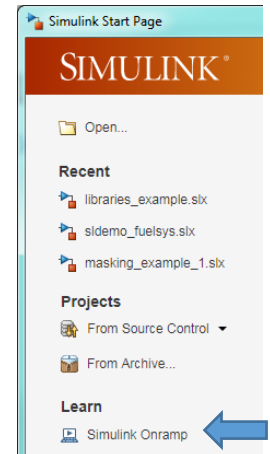 Simulink Start Page
SIMULINK®
Open...
Recent
libraries_example.slx
sldemo_fuelsys.slx
masking_example_1.slx
Projects
From Source Control
From Archive...
Learn
Simulink Onramp